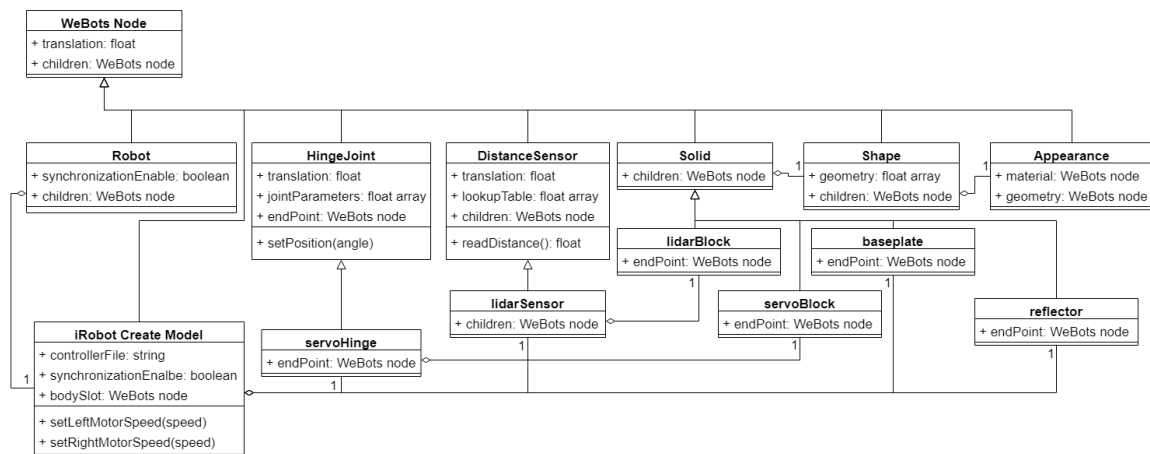 WeBots Node
+ translation: float
+ children: WeBots node
Robot
+ synchronizationEnable: boolean
+ children: WeBots node
HingeJoint
+ translation: float
+ jointParameters: float array
+ endPoint: WeBots node
+ setPosition(angle)
DistanceSensor
+ translation: float
+ lookupTable: float array
+ children: WeBots node
+ readDistance(): float
Solid
+ children: WeBots node
1
Shape
+ geometry: float array
+ children: WeBots node
1
Appearance
+ material: WeBots node
+ geometry: WeBots node
lidarBlock
+ endPoint: WeBots node
1
baseplate
+ endPoint: WeBots node
1
lidarSensor
+ children: WeBots node
1
servoBlock
+ endPoint: WeBots node
1
reflector
+ endPoint: WeBots node
1
servoHinge
+ endPoint: WeBots node
1
iRobot Create Model
+ controllerFile: string
+ synchronizationEnalbe: boolean
+ bodySlot: WeBots node
+ setLeftMotorSpeed(speed)
+ setRightMotorSpeed(speed)
1